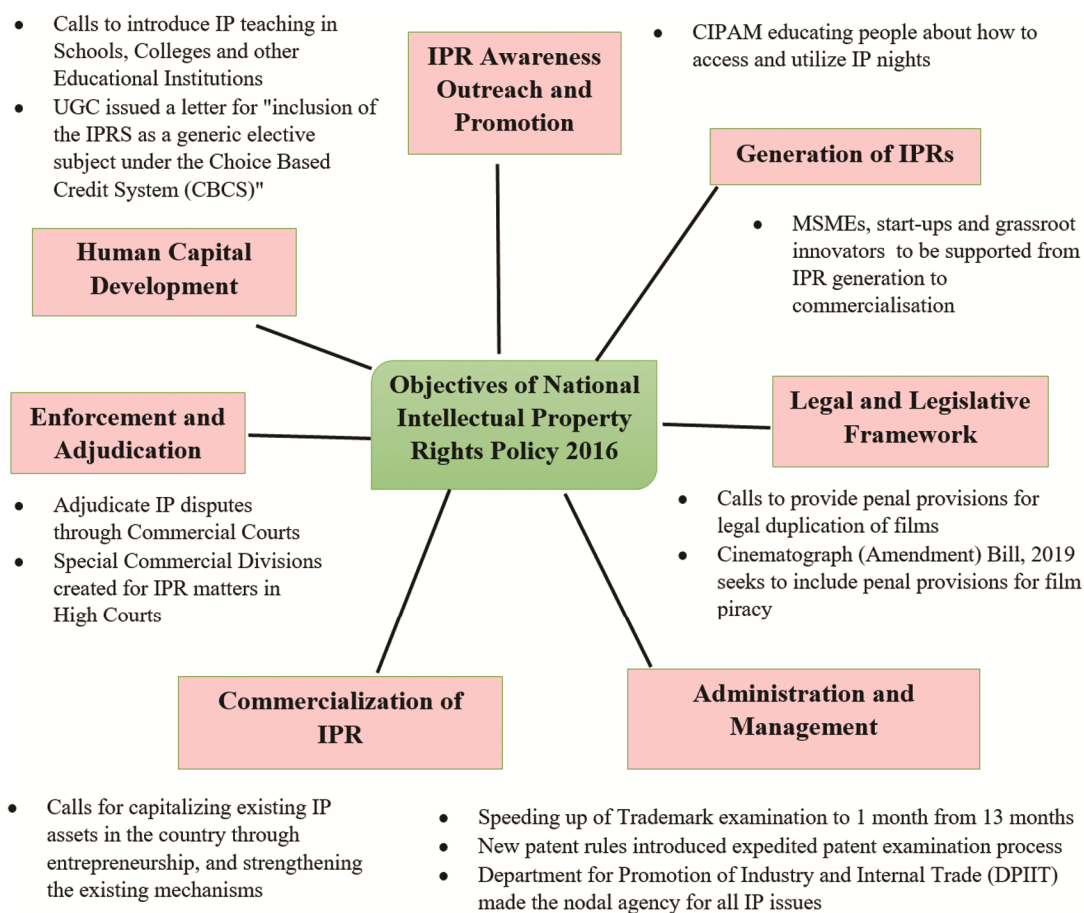 • Calls to introduce IP teaching in
Schools, Colleges and other
Educational Institutions
• UGC issued a letter for "inclusion of
the IPRS as a generic elective
subject under the Choice Based
Credit System (CBCS)"
IPR Awareness
Outreach and
Promotion
• CIPAM educating people about how to
access and utilize IP nights
Generation of IPRs
• MSMEs, start-ups and grassroot
innovators to be supported from
IPR generation to
commercialisation
Human Capital
Development
Objectives of National
Intellectual Property
Rights Policy 2016
Enforcement and
Adjudication
• Adjudicate IP disputes
through Commercial Courts
• Special Commercial Divisions
created for IPR matters in
High Courts
Legal and Legislative
Framework
• Calls to provide penal provisions for
legal duplication of films
• Cinematograph (Amendment) Bill, 2019
seeks to include penal provisions for film
piracy
Commercialization of
IPR
• Calls for capitalizing existing IP
assets in the country through
entrepreneurship, and strengthening
the existing mechanisms
Administration and
Management
• Speeding up of Trademark examination to 1 month from 13 months
• New patent rules introduced expedited patent examination process
• Department for Promotion of Industry and Internal Trade (DPIIT)
made the nodal agency for all IP issues